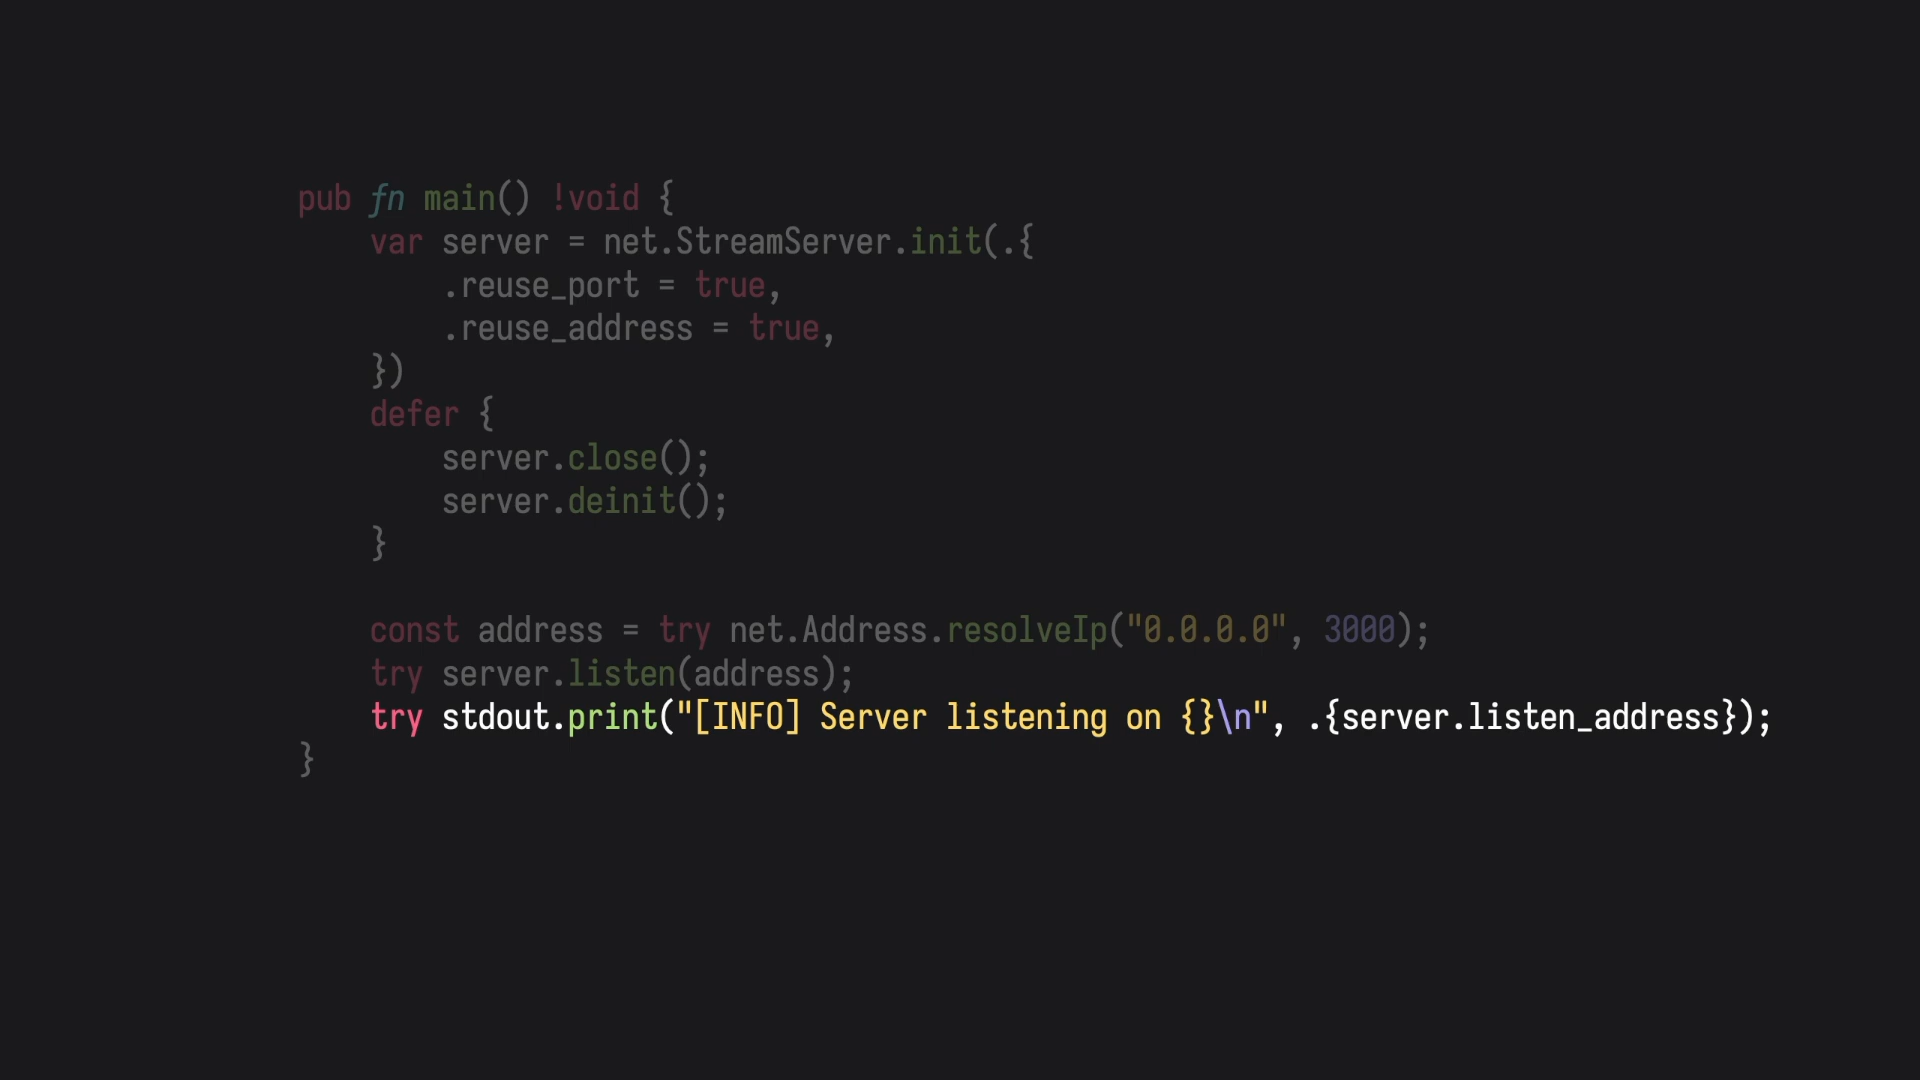 pub fn main() !void {
    var server = net.StreamServer.init(.{
        .reuse_port = true,
        .reuse_address = true,
    })
    defer {
        server.close();
        server.deinit();
    }

    const address = try net.Address.resolveIp("0.0.0.0", 3000);
    try server.listen(address);
    try stdout.print("[INFO] Server listening on {}\n", .{server.listen_address});
}